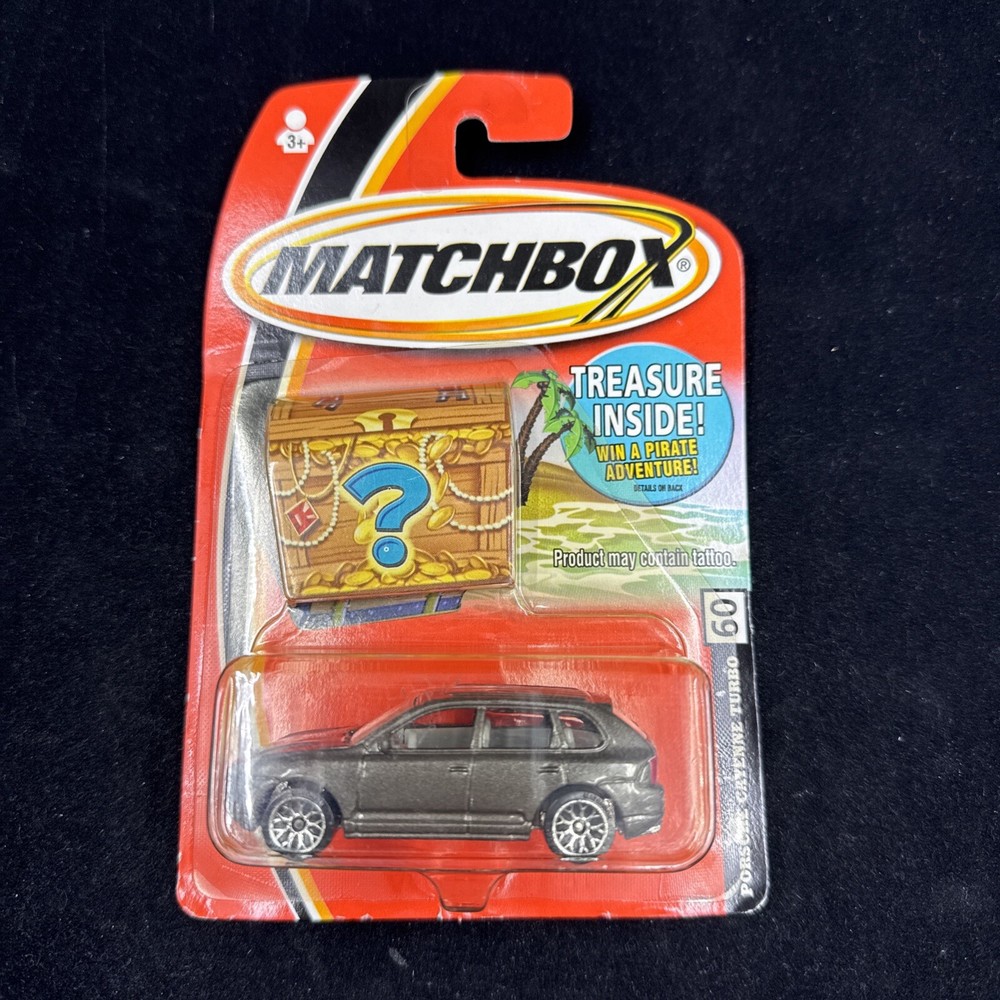 3+
MATCHBOX®
TREASURE
INSIDE!
WIN A PIRATE
ADVENTURE!
DETAILS ON BACK
?
Product may contain tattoo.
60
PORSCHE CAYENNE TURBO